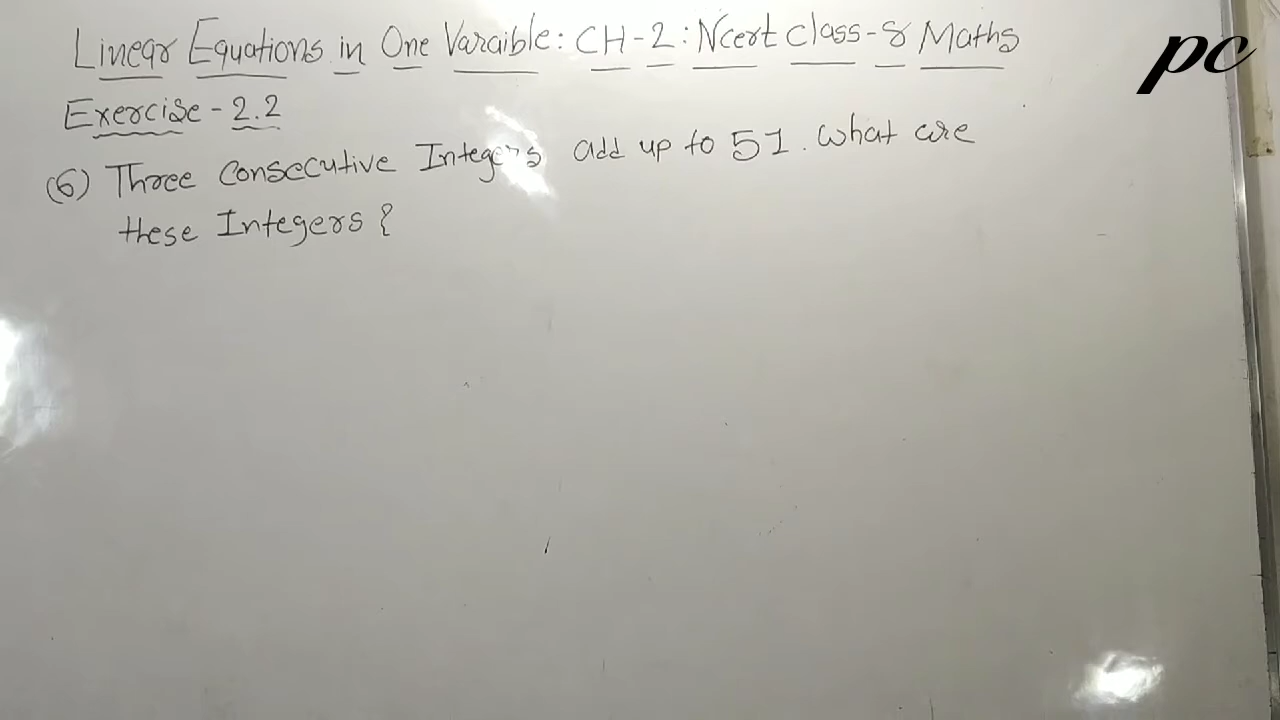 Linear Equations in One Varaible: CH-2: Ncert class-8 Maths
pc
Exercise - 2.2
(6) Three consecutive Integers add up to 51. What are
these Integers {